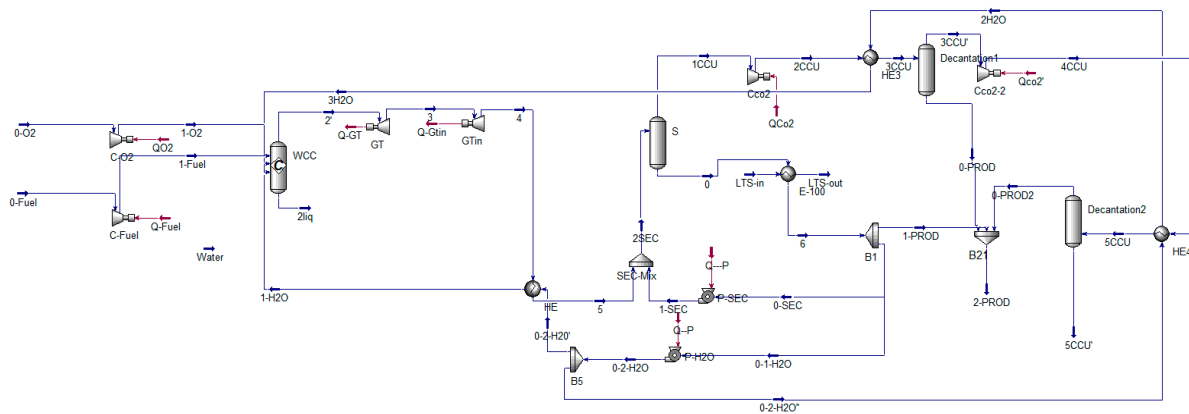 2H2O
3CCU'
1CCU
2CCU
3CCU
HE3
Decantation1
Cco2-2
4CCU
Qco2'
Cco2
QCo2
3H2O
2'
3
4
Q-GT
GT
Q-Gtin
GTin
0-O2
1-O2
C-O2
QO2
WCC
1-Fuel
0-Fuel
C-Fuel
Q-Fuel
2liq
Water
S
0
LTS-in
LTS-out
E-100
0-PROD
0-PROD2
Decantation2
6
B1
1-PROD
B21
5CCU
HE4
2SEC
SEC-Mix
Q---P
P-SEC
1-SEC
0-SEC
2-PROD
1-H2O
HE
5
0-2-H20'
Q--P
P-H2O
0-2-H2O
0-1-H2O
B5
5CCU'
0-2-H2O"